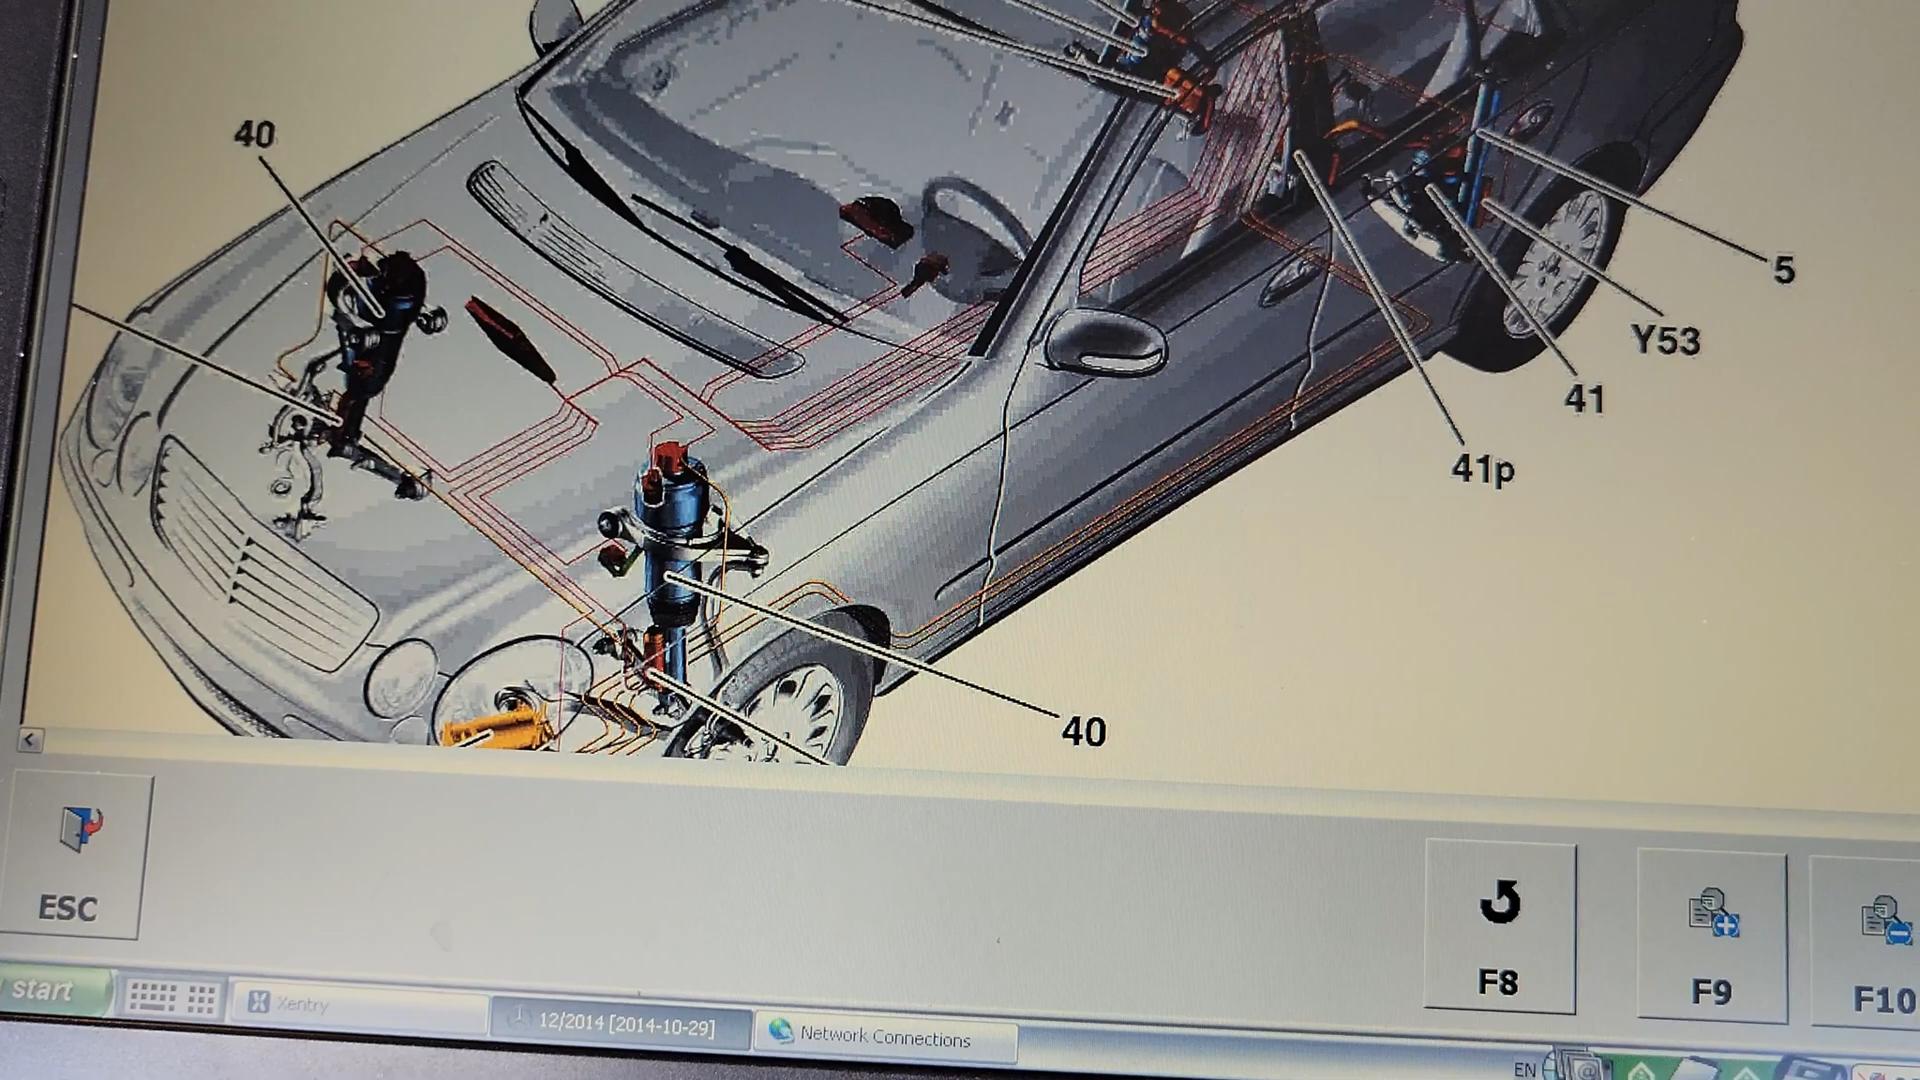 40
5
Y53
41
41p
40
ESC
F8
F9
F10
start
Xentry
12/2014 [2014-10-29]
Network Connections
EN